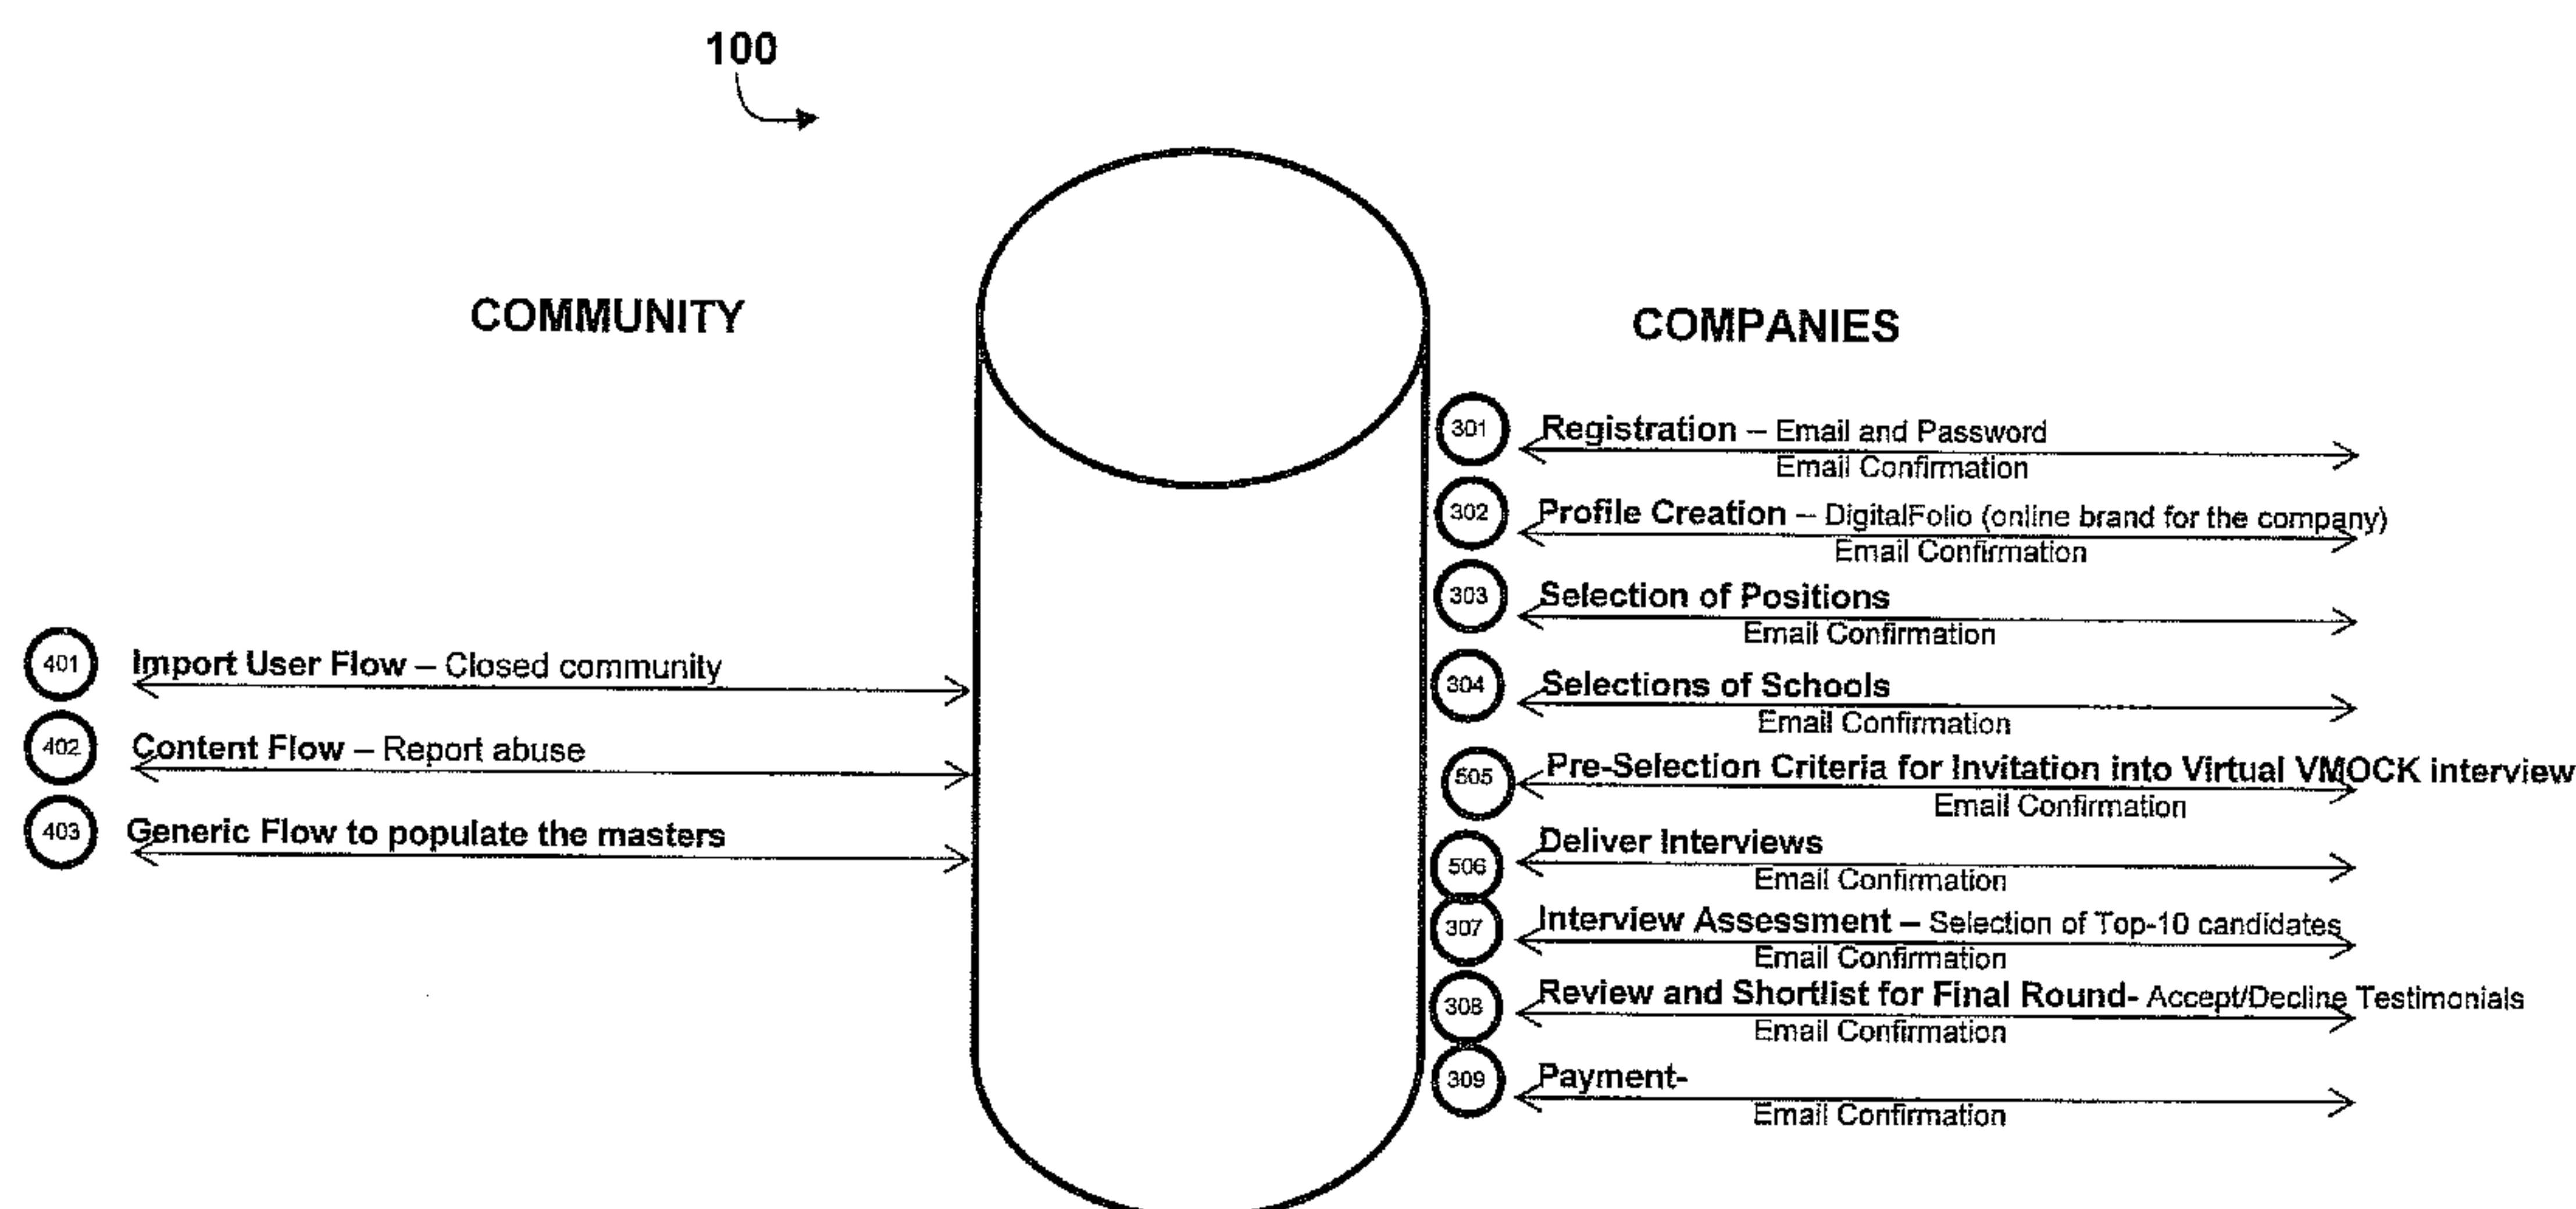 100
COMMUNITY
COMPANIES
301 Registration – Email and Password
Email Confirmation
302 Profile Creation – DigitalFolio (online brand for the company)
Email Confirmation
303 Selection of Positions
Email Confirmation
401 Import User Flow – Closed community
304 Selections of Schools
Email Confirmation
402 Content Flow – Report abuse
505 Pre-Selection Criteria for Invitation into Virtual VMOCK interview
Email Confirmation
403 Generic Flow to populate the masters
506 Deliver Interviews
Email Confirmation
307 Interview Assessment – Selection of Top-10 candidates
Email Confirmation
308 Review and Shortlist for Final Round- Accept/Decline Testimonials
Email Confirmation
309 Payment-
Email Confirmation